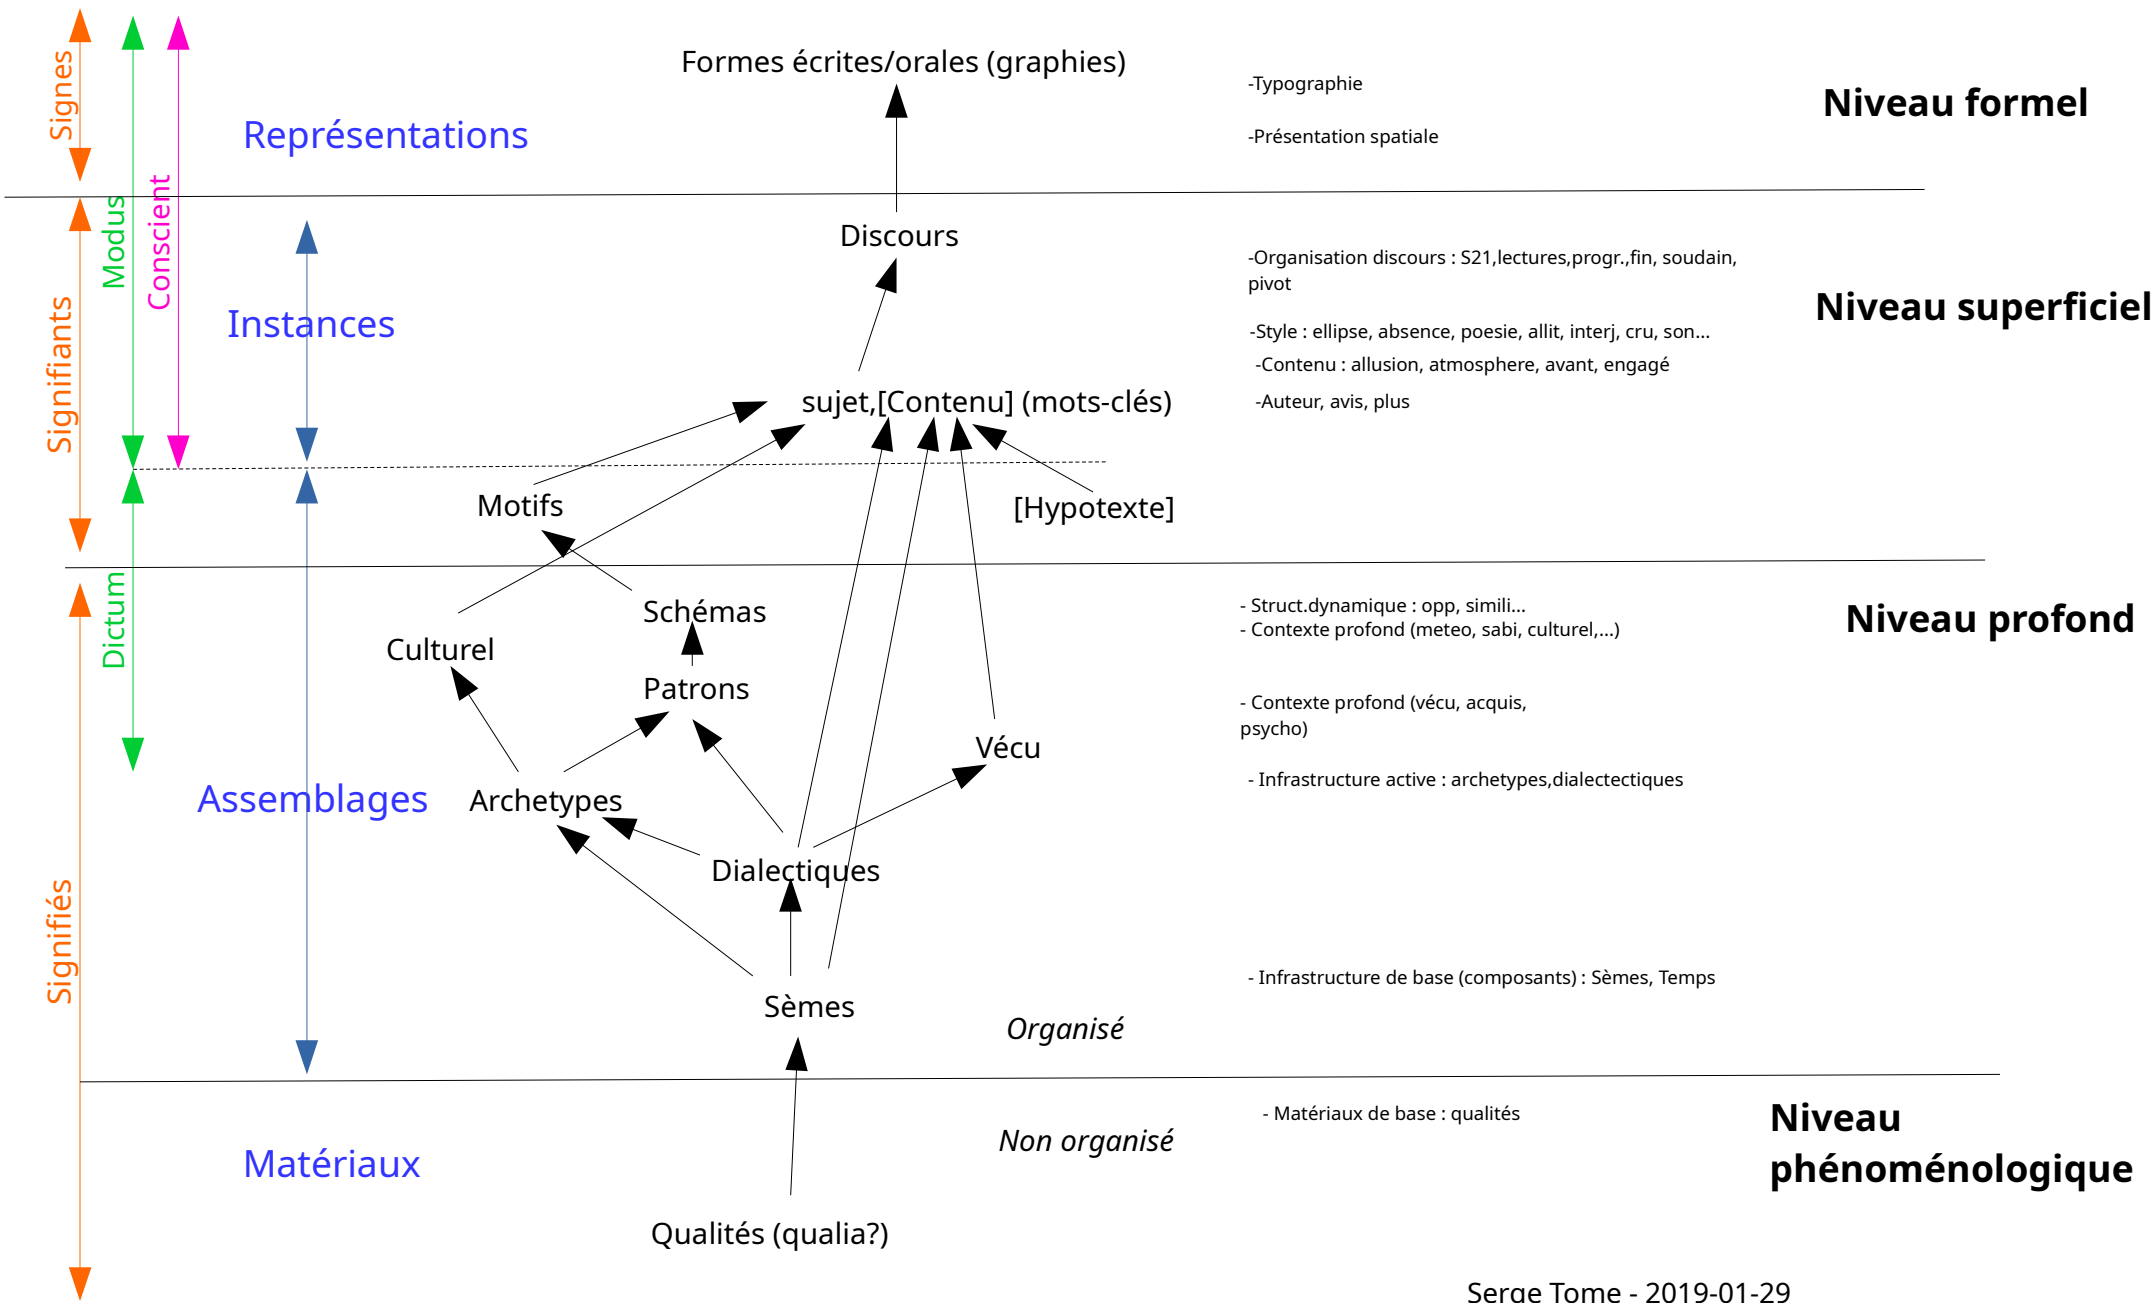 Formes écrites/orales (graphies)
Signes
-Typographie
Niveau formel
Représentations
-Présentation spatiale
Modus
Conscient
Discours
-Organisation discours : S21,lectures,progr.,fin, soudain,
pivot
Niveau superficiel
Instances
-Style : ellipse, absence, poesie, allit, interj, cru, son...
Signifiants
-Contenu : allusion, atmosphere, avant, engagé
sujet,[Contenu] (mots-clés)
-Auteur, avis, plus
Motifs
[Hypotexte]
Dictum
Schémas
- Struct.dynamique : opp, simili...
- Contexte profond (meteo, sabi, culturel,...)
Niveau profond
Culturel
Patrons
- Contexte profond (vécu, acquis,
psycho)
Vécu
Assemblages
Archetypes
- Infrastructure active : archetypes,dialectectiques
Dialectiques
Signifiés
- Infrastructure de base (composants) : Sèmes, Temps
Sèmes
Organisé
- Matériaux de base : qualités
Niveau
phénoménologique
Non organisé
Matériaux
Qualités (qualia?)
Serge Tome - 2019-01-29